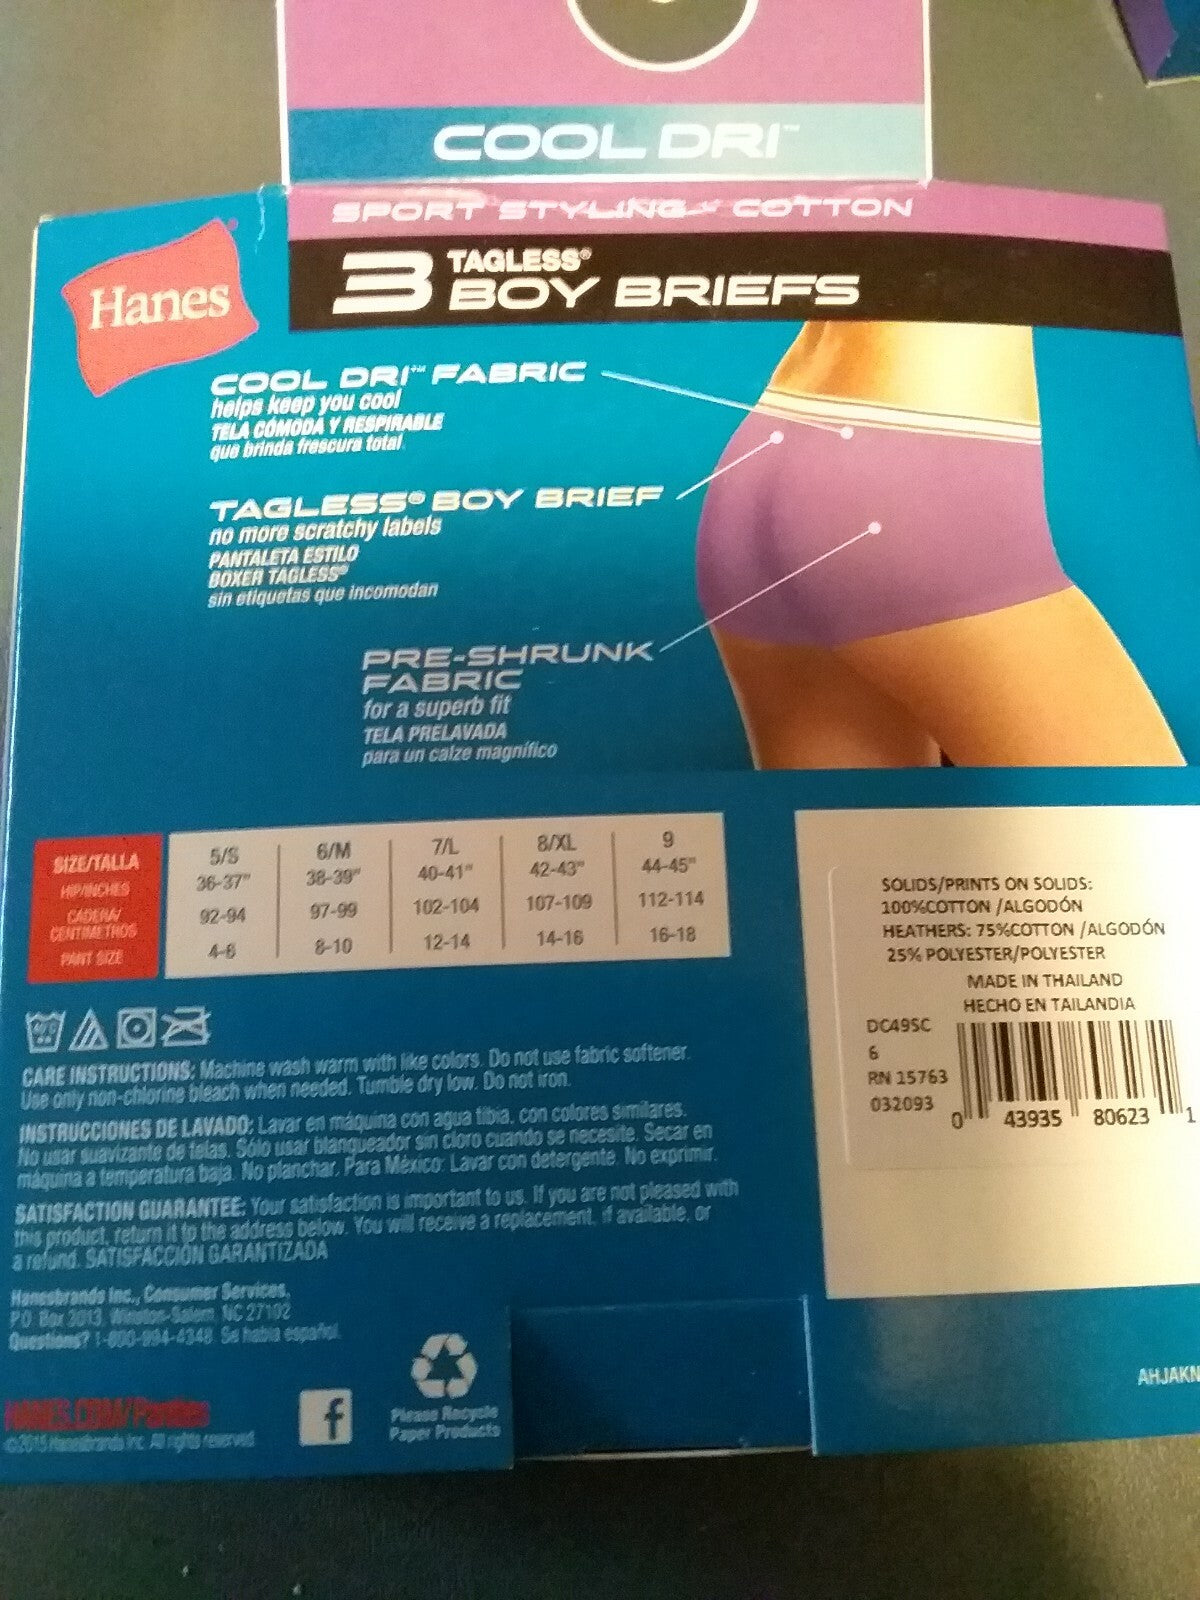 COOL DRI™
SPORT STYLING COTTON
Hanes
3 TAGLESS®
BOY BRIEFS
COOL DRI™ FABRIC
helps keep you cool
TELA CÓMODA Y RESPIRABLE
que brinda frescura total.
TAGLESS® BOY BRIEF
no more scratchy labels
PANTALETA ESTILO
BOXER TAGLESS®
sin etiquetas que incomodan
PRE-SHRUNK
FABRIC
for a superb fit
TELA PRELAVADA
para un calze magnífico
SIZE/TALLA 5/S 6/M 7/L 8/XL 9
HIP/INCHES 36-37" 38-39" 40-41" 42-43" 44-45"
CADERA/
CENTIMETROS 92-94 97-99 102-104 107-109 112-114
PANT SIZE 4-6 8-10 12-14 14-16 16-18
SOLIDS/PRINTS ON SOLIDS:
100%COTTON /ALGODÓN
HEATHERS: 75%COTTON /ALGODÓN
25% POLYESTER/POLYESTER
MADE IN THAILAND
HECHO EN TAILANDIA
DC49SC
6
RN 15763
032093
0 43935 80623 1
CARE INSTRUCTIONS: Machine wash warm with like colors. Do not use fabric softener.
Use only non-chlorine bleach when needed. Tumble dry low. Do not iron.
INSTRUCCIONES DE LAVADO: Lavar en máquina con agua tibia, con colores similares.
No usar suavizante de telas. Sólo usar blanqueador sin cloro cuando se necesite. Secar en
máquina a temperatura baja. No planchar. Para México: Lavar con detergente. No exprimir.
SATISFACTION GUARANTEE: Your satisfaction is important to us. If you are not pleased with
this product, return it to the address below. You will receive a replacement, if available, or
a refund. SATISFACCIÓN GARANTIZADA
Hanesbrands Inc., Consumer Services,
P.O. Box 3013, Winston-Salem, NC 27102
Questions? 1-800-994-4348. Se habla español.
HANES.COM/Panties
©2015 Hanesbrands Inc. All rights reserved.
f
Please Recycle
Paper Products
AHJAKN